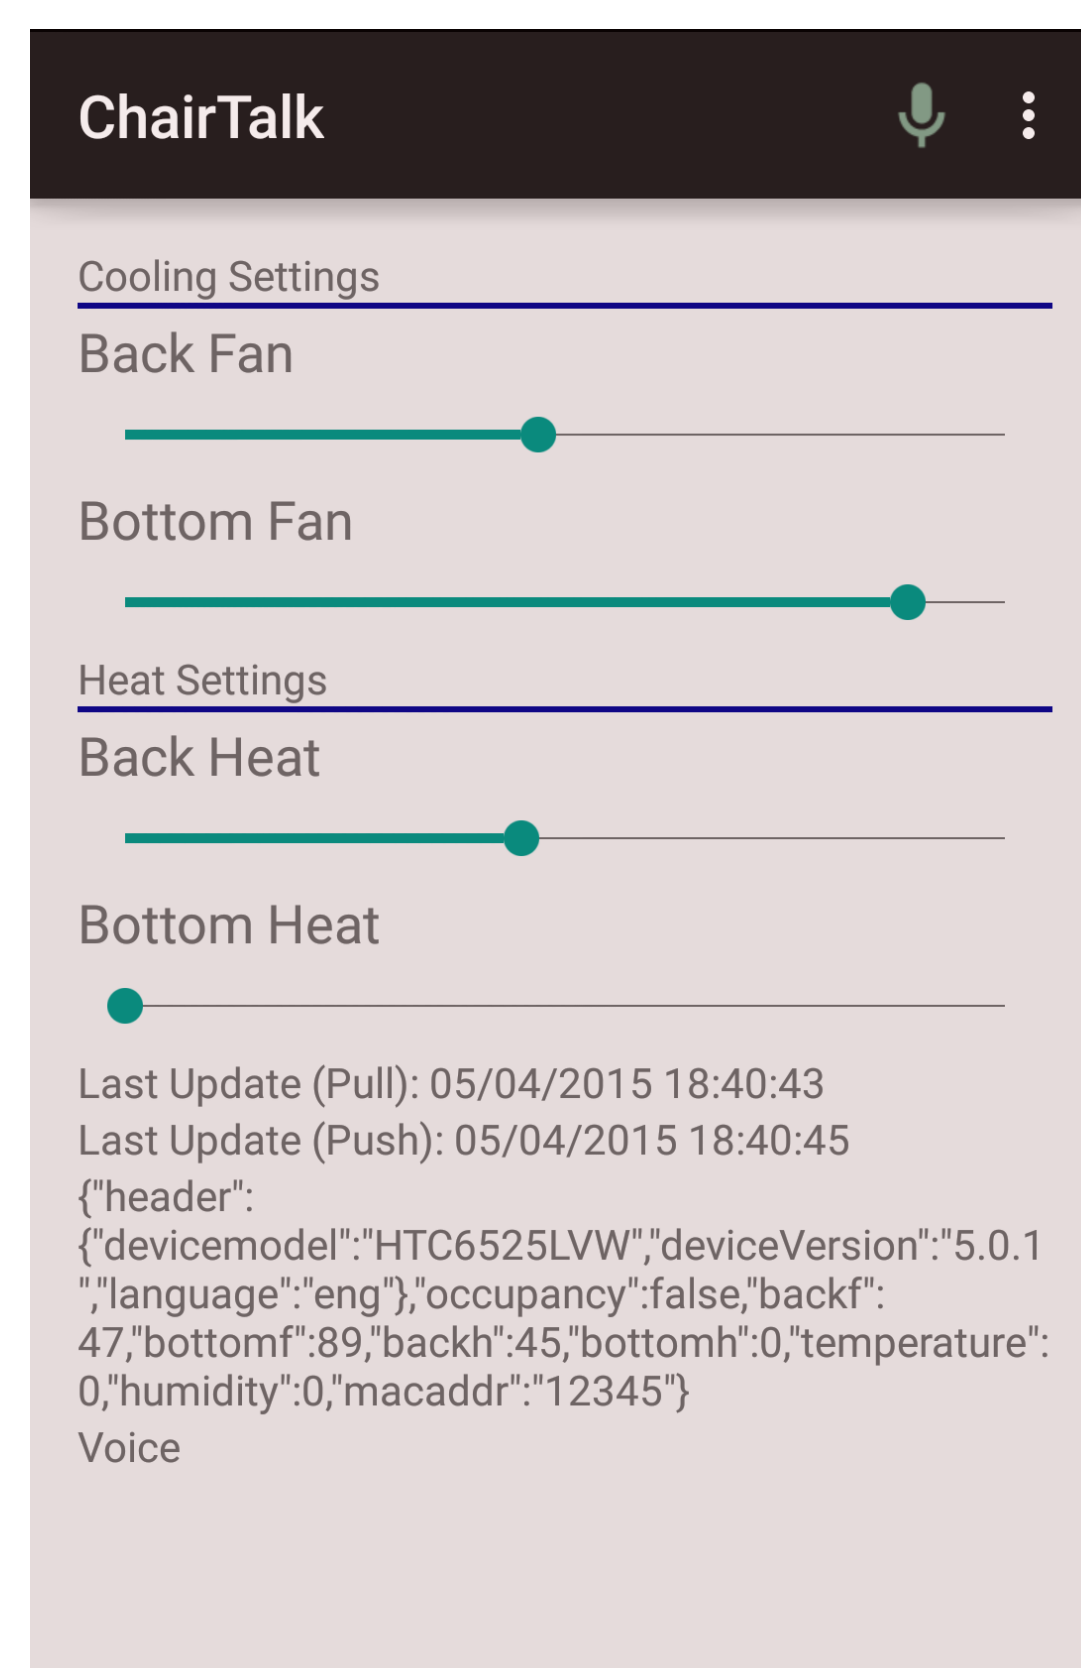 ChairTalk
Cooling Settings
Back Fan
Bottom Fan
Heat Settings
Back Heat
Bottom Heat
Last Update (Pull): 05/04/2015 18:40:43
Last Update (Push): 05/04/2015 18:40:45
{"header":
{"devicemodel":"HTC6525LVW","deviceVersion":"5.0.1
","language":"eng"},"occupancy":false,"backf":
47,"bottomf":89,"backh":45,"bottomh":0,"temperature":
0,"humidity":0,"macaddr":"12345"}
Voice